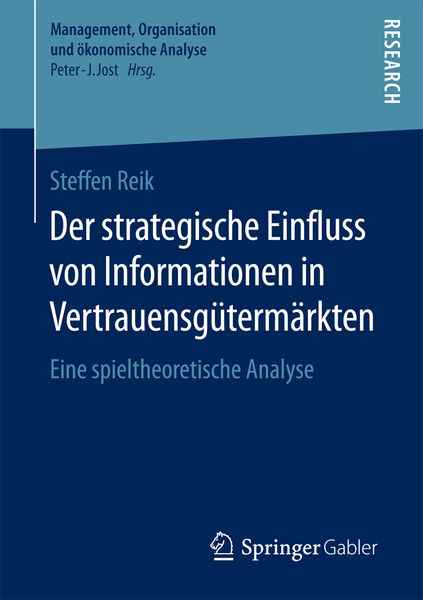 Management, Organisation
und ökonomische Analyse
Peter-J. Jost Hrsg.
RESEARCH
Steffen Reik
Der strategische Einfluss
von Informationen in
Vertrauensgütermärkten
Eine spieltheoretische Analyse
Springer Gabler